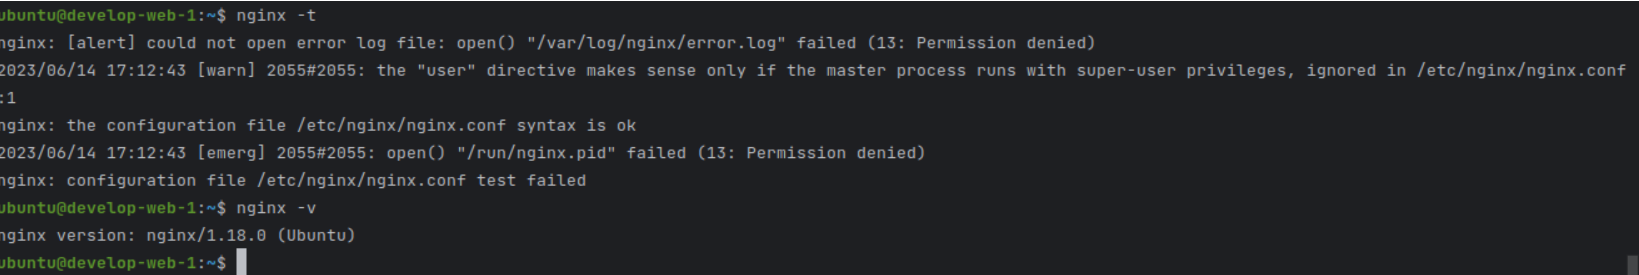 ubuntu@develop-web-1:~$ nginx -t
nginx: [alert] could not open error log file: open() "/var/log/nginx/error.log" failed (13: Permission denied)
2023/06/14 17:12:43 [warn] 2055#2055: the "user" directive makes sense only if the master process runs with super-user privileges, ignored in /etc/nginx/nginx.conf
:1
nginx: the configuration file /etc/nginx/nginx.conf syntax is ok
2023/06/14 17:12:43 [emerg] 2055#2055: open() "/run/nginx.pid" failed (13: Permission denied)
nginx: configuration file /etc/nginx/nginx.conf test failed
ubuntu@develop-web-1:~$ nginx -v
nginx version: nginx/1.18.0 (Ubuntu)
ubuntu@develop-web-1:~$